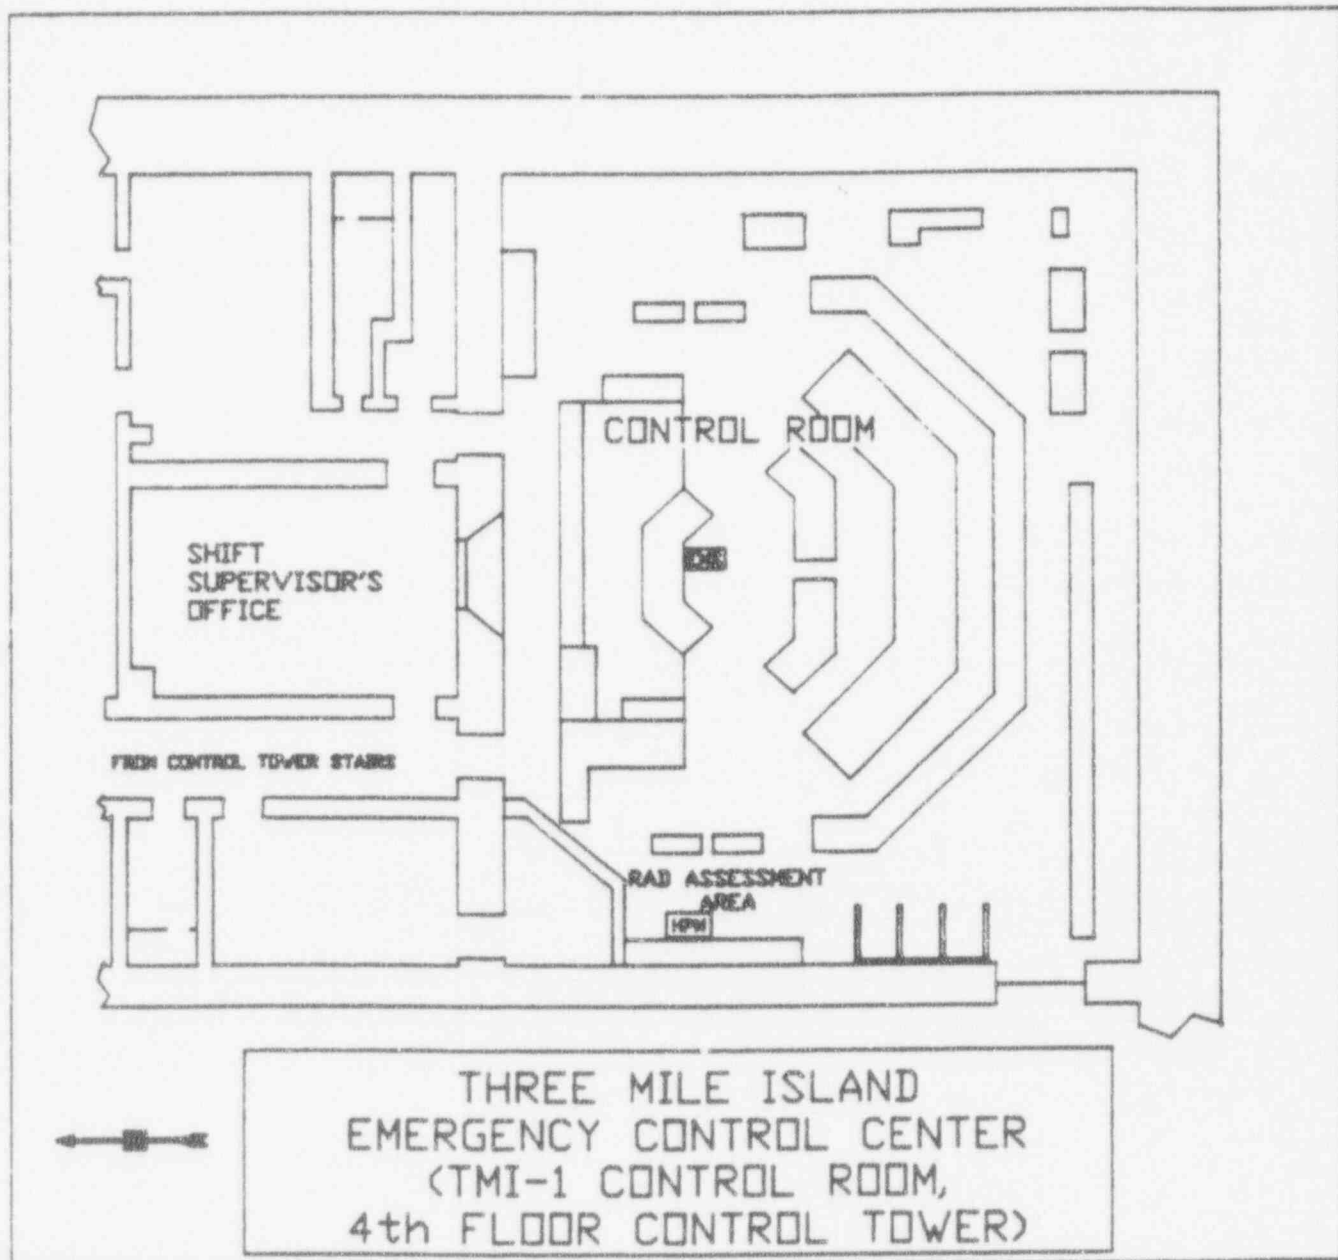 CONTROL ROOM
SHIFT
SUPERVISOR'S
OFFICE
FROM CONTROL TOWER STAIRS
RAD ASSESSMENT
AREA
THREE MILE ISLAND
EMERGENCY CONTROL CENTER
(TMI-1 CONTROL ROOM,
4th FLOOR CONTROL TOWER)